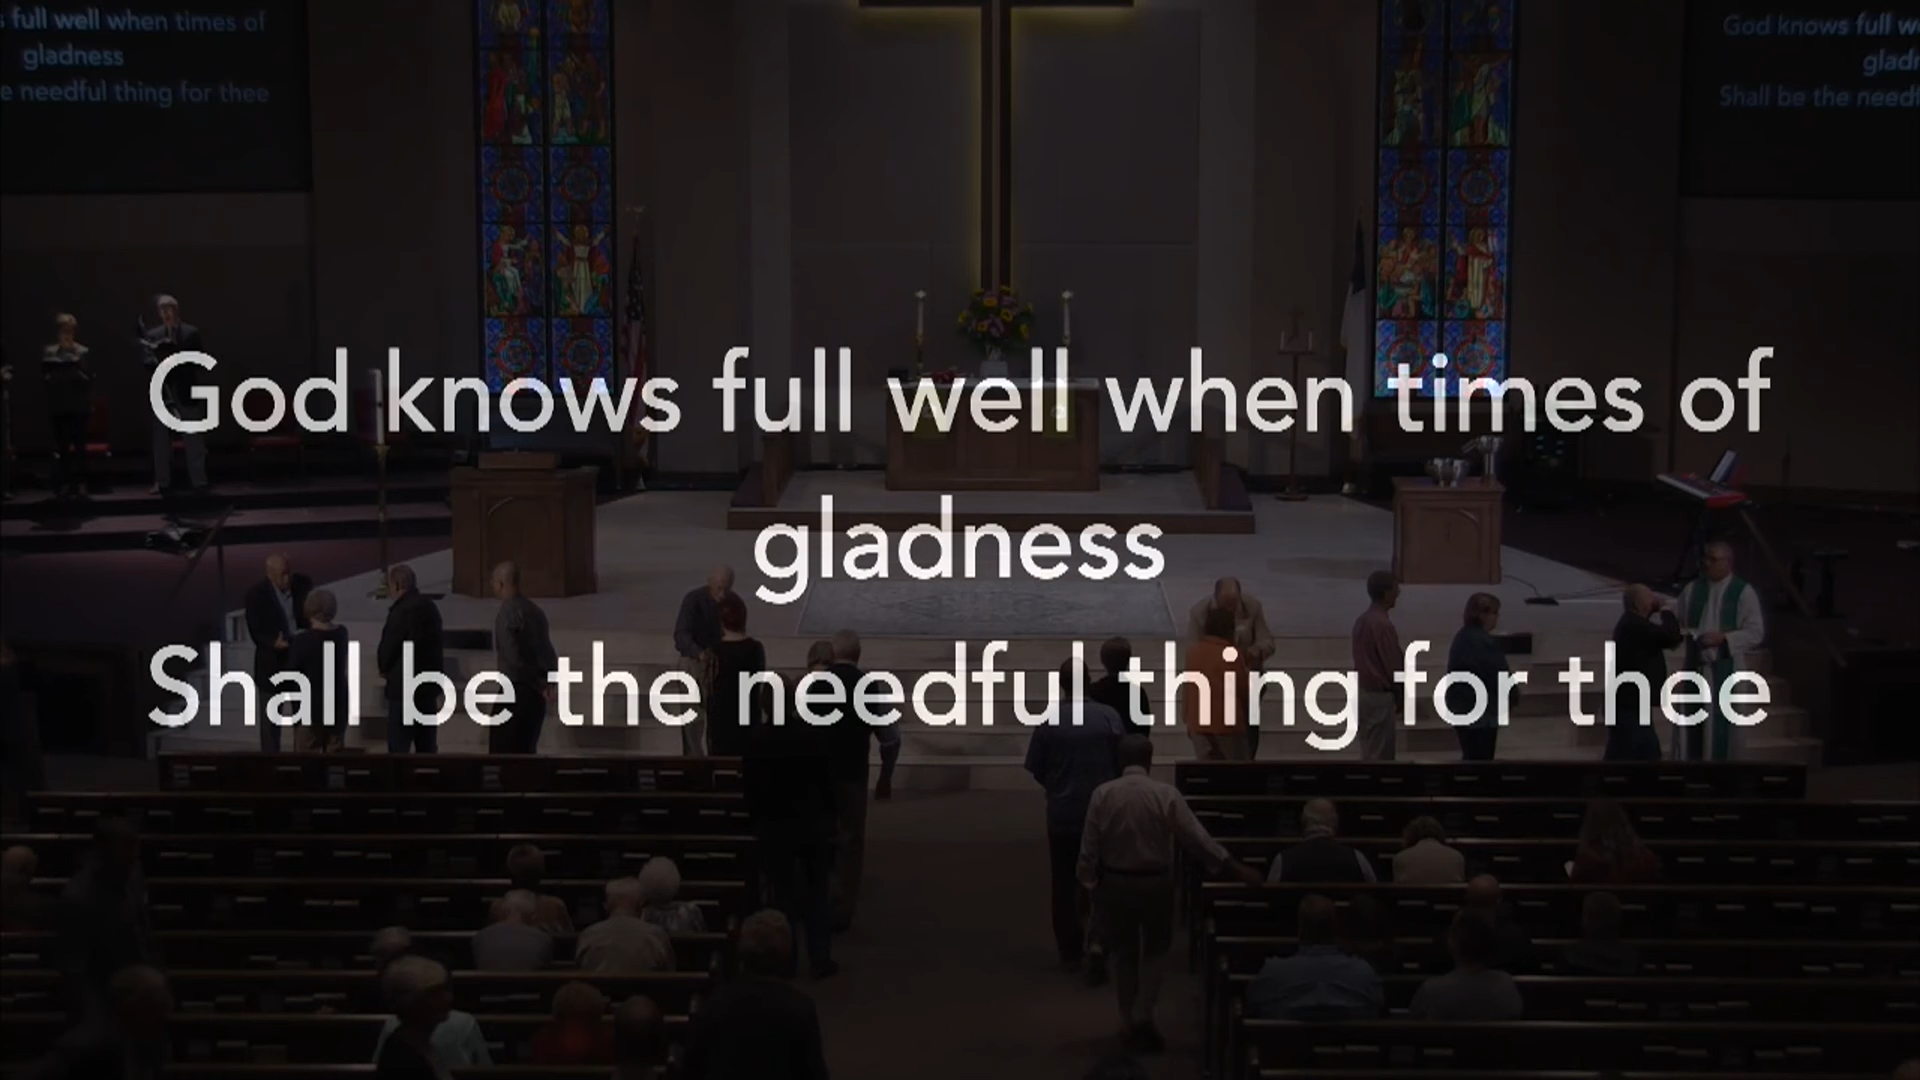 s full well when times of
gladness
e needful thing for thee
God knows full w
glad
Shall be the needf
God knows full well when times of
gladness
Shall be the needful thing for thee